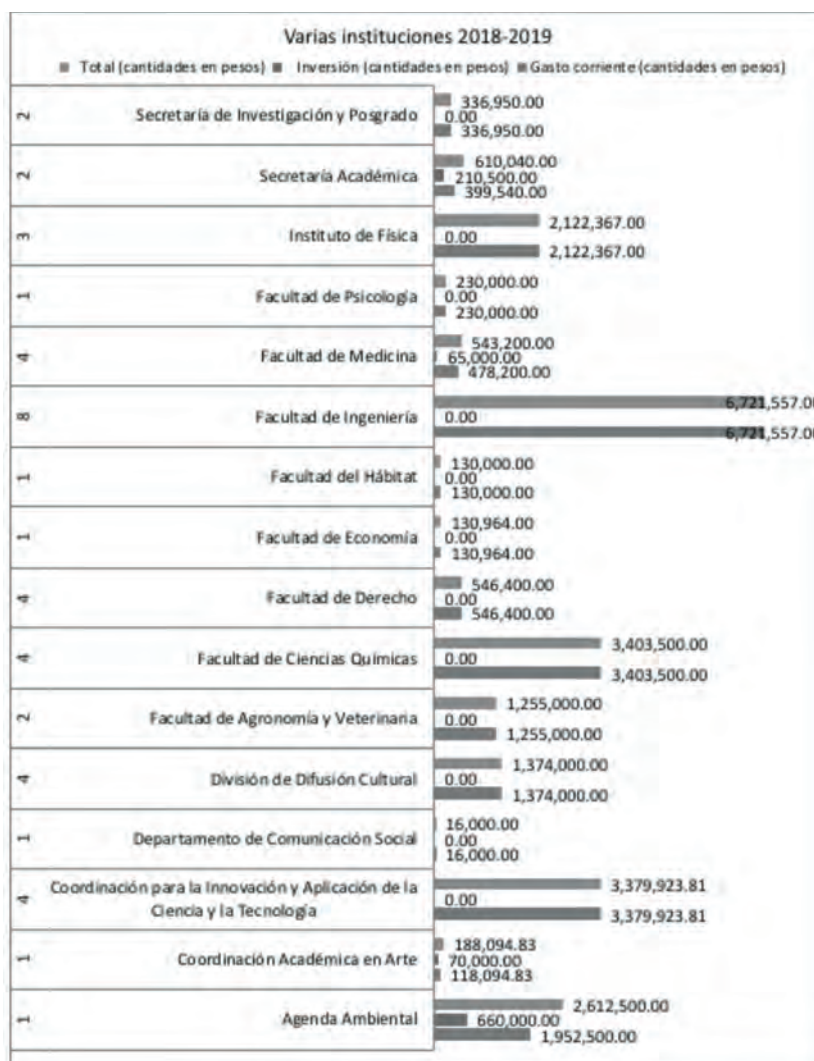 Varias instituciones 2018-2019
Total (cantidades en pesos) Inversión (cantidades en pesos) Gasto corriente (cantidades en pesos)
2 Secretaría de Investigación y Posgrado
336,950.00
0.00
336,950.00
2 Secretaría Académica
610,040.00
210,500.00
399,540.00
3 Instituto de Física
2,122,367.00
0.00
2,122,367.00
1 Facultad de Psicología
230,000.00
0.00
230,000.00
4 Facultad de Medicina
543,200.00
65,000.00
478,200.00
8 Facultad de Ingeniería
6,721,557.0
0.00
6,721,557.0
1 Facultad del Hábitat
130,000.00
0.00
130,000.00
1 Facultad de Economía
130,964.00
0.00
130,964.00
4 Facultad de Derecho
546,400.00
0.00
546,400.00
4 Facultad de Ciencias Químicas
3,403,500.00
0.00
3,403,500.00
2 Facultad de Agronomía y Veterinaria
1,255,000.00
0.00
1,255,000.00
4 División de Difusión Cultural
1,374,000.00
0.00
1,374,000.00
1 Departamento de Comunicación Social
16,000.00
0.00
16,000.00
4 Coordinación para la Innovación y Aplicación de la
Ciencia y la Tecnología
3,379,923.81
0.00
3,379,923.81
1 Coordinación Académica en Arte
188,094.83
70,000.00
118,094.83
1 Agenda Ambiental
2,612,500.00
660,000.00
1,952,500.00